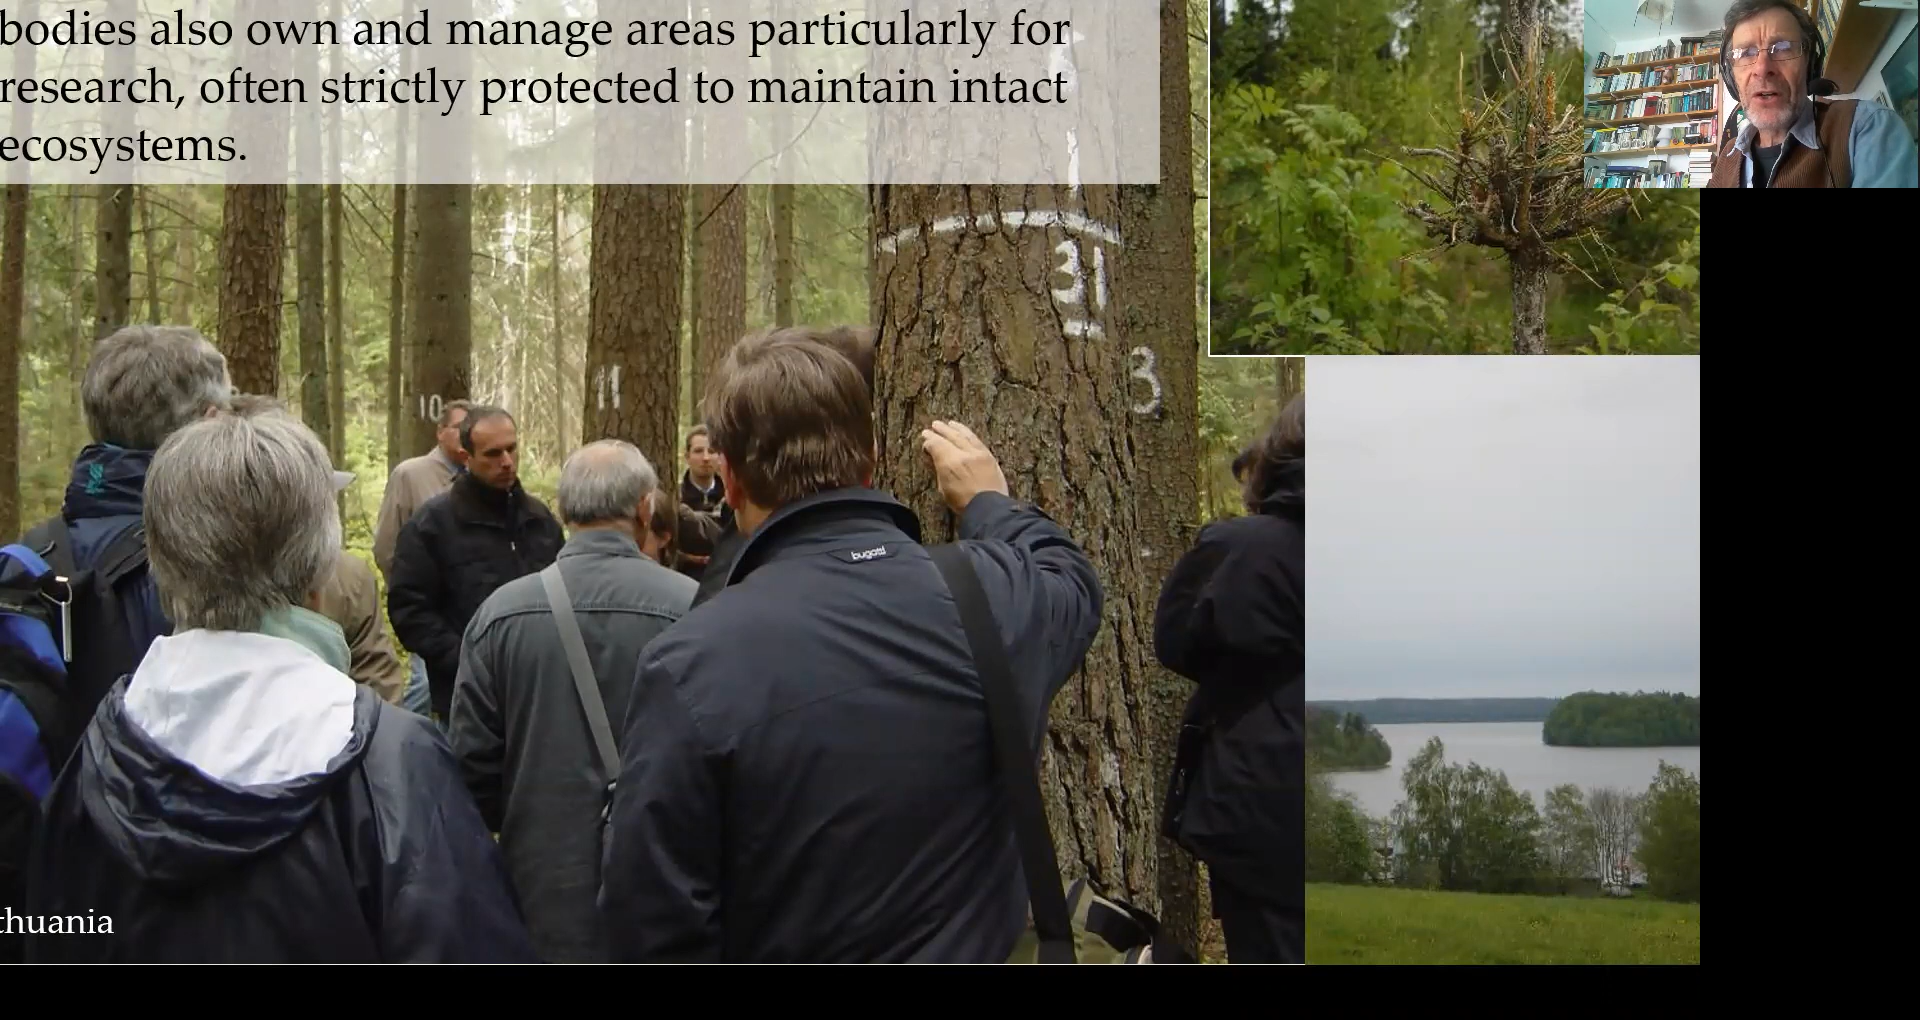 bodies also own and manage areas particularly for
research, often strictly protected to maintain intact
ecosystems.
31
3
11
10
bugatti
thuania